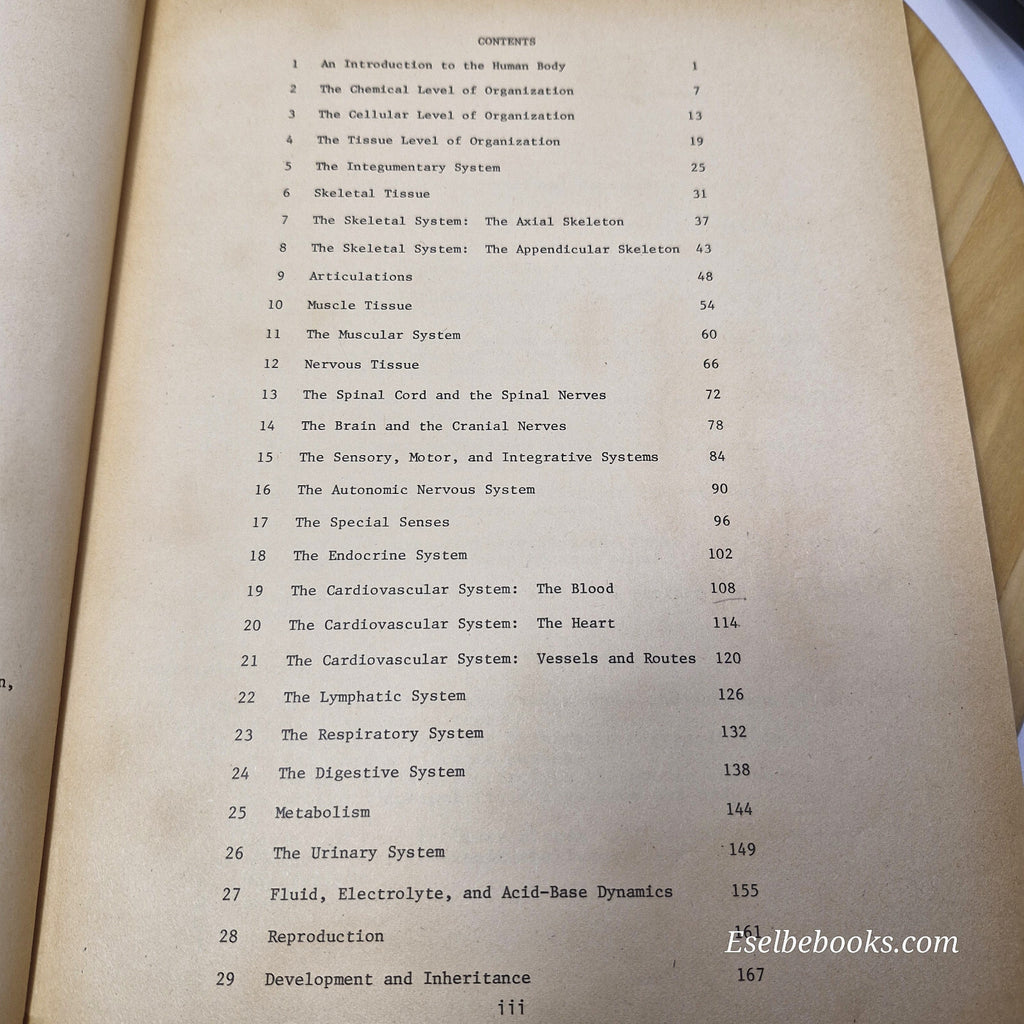 CONTENTS
1 An Introduction to the Human Body 1
2 The Chemical Level of Organization 7
3 The Cellular Level of Organization 13
4 The Tissue Level of Organization 19
5 The Integumentary System 25
6 Skeletal Tissue 31
7 The Skeletal System: The Axial Skeleton 37
8 The Skeletal System: The Appendicular Skeleton 43
9 Articulations 48
10 Muscle Tissue 54
11 The Muscular System 60
12 Nervous Tissue 66
13 The Spinal Cord and the Spinal Nerves 72
14 The Brain and the Cranial Nerves 78
15 The Sensory, Motor, and Integrative Systems 84
16 The Autonomic Nervous System 90
17 The Special Senses 96
18 The Endocrine System 102
19 The Cardiovascular System: The Blood 108
20 The Cardiovascular System: The Heart 114
21 The Cardiovascular System: Vessels and Routes 120
n,
22 The Lymphatic System 126
23 The Respiratory System 132
24 The Digestive System 138
25 Metabolism 144
26 The Urinary System 149
27 Fluid, Electrolyte, and Acid-Base Dynamics 155
28 Reproduction 161
Eselbebooks.com
29 Development and Inheritance 167
iii